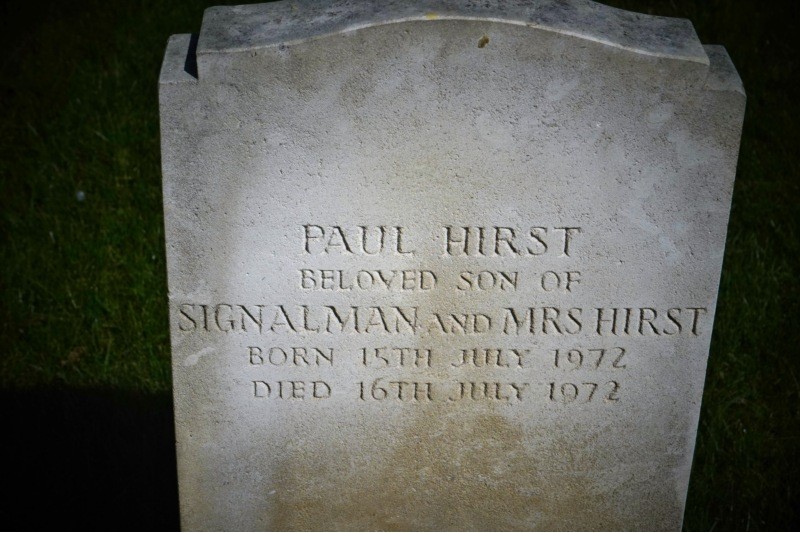 PAUL HIRST
BELOVED SON OF
SIGNALMAN AND MRS HIRST
BORN 15TH JULY 1972
DIED 16TH JULY 1972